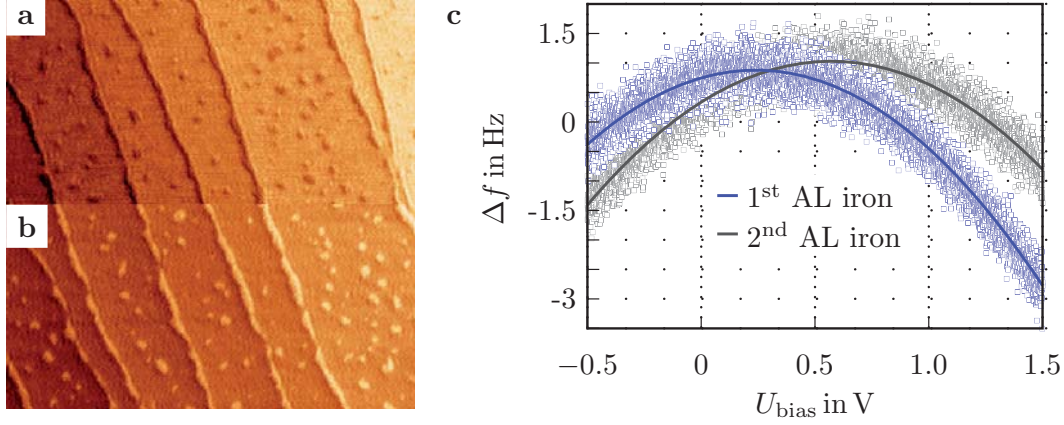 a
b
c
1.5
0
-1.5
-3
Δf in Hz
1st AL iron
2nd AL iron
−0.5 0 0.5 1.0 1.5
Ubias in V